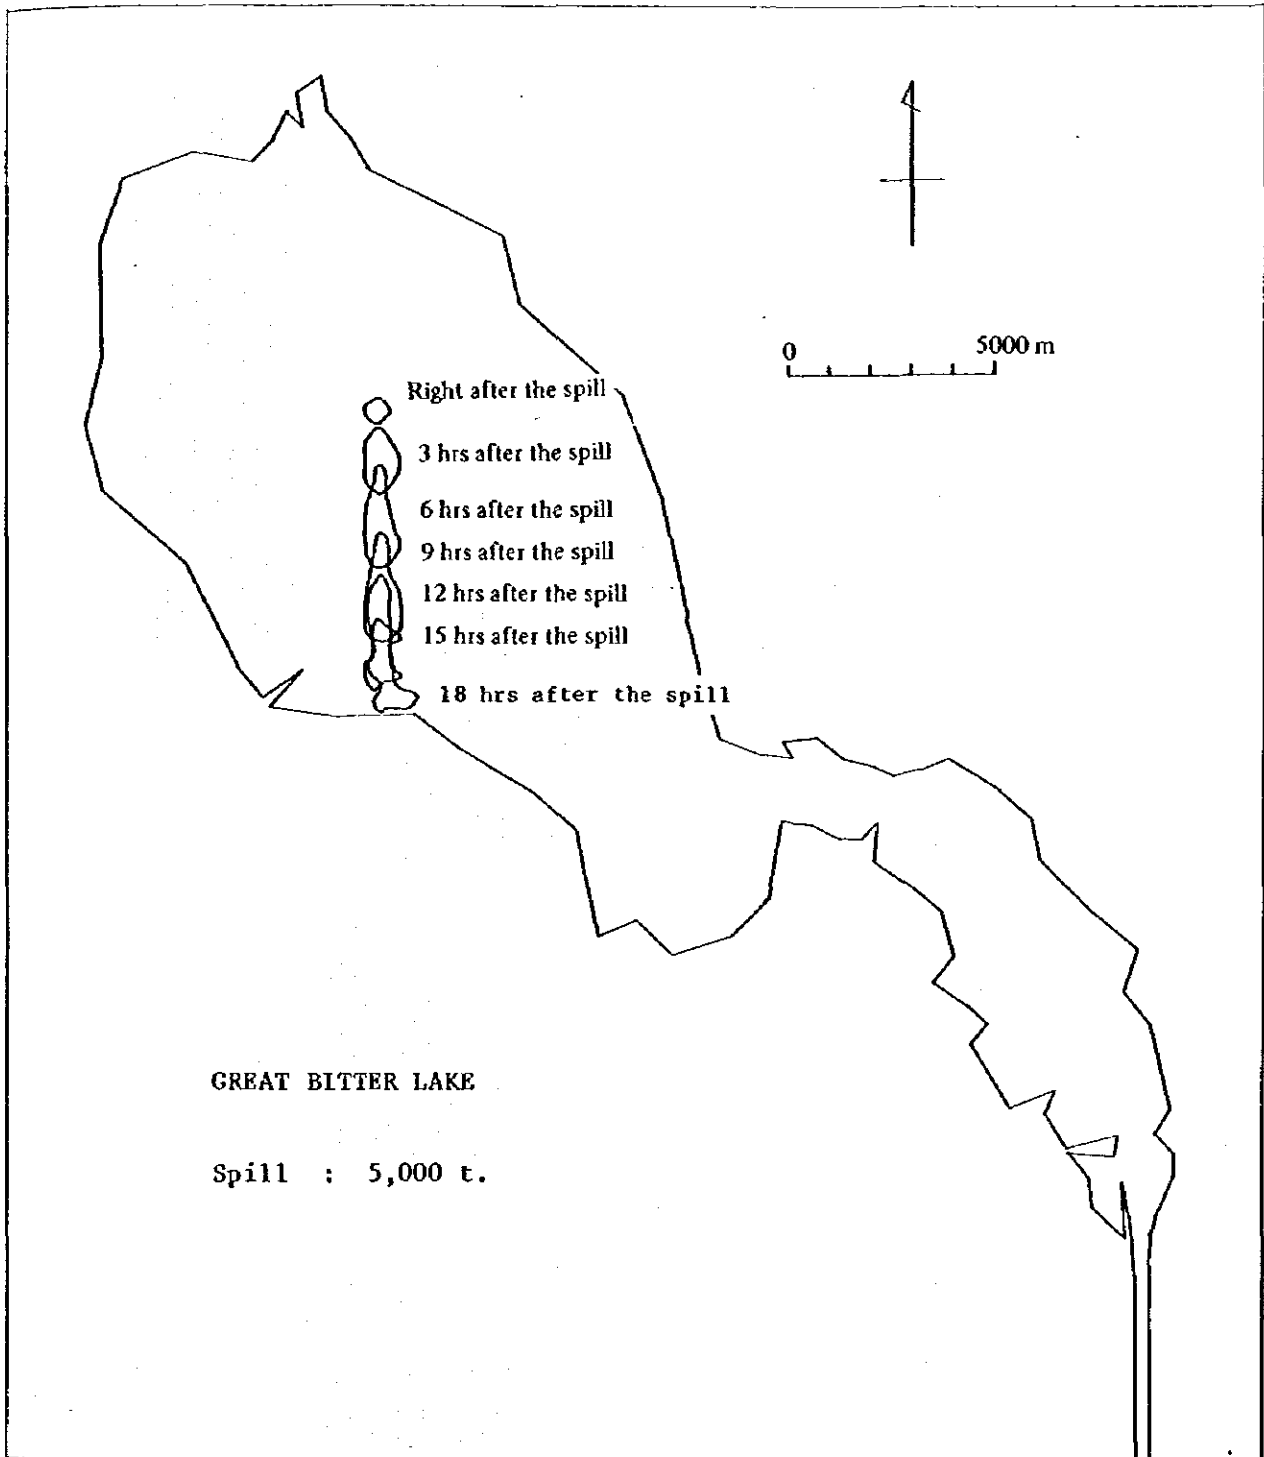 0 5000 m
Right after the spill
3 hrs after the spill
6 hrs after the spill
9 hrs after the spill
12 hrs after the spill
15 hrs after the spill
18 hrs after the spill
GREAT BITTER LAKE
Spill : 5,000 t.